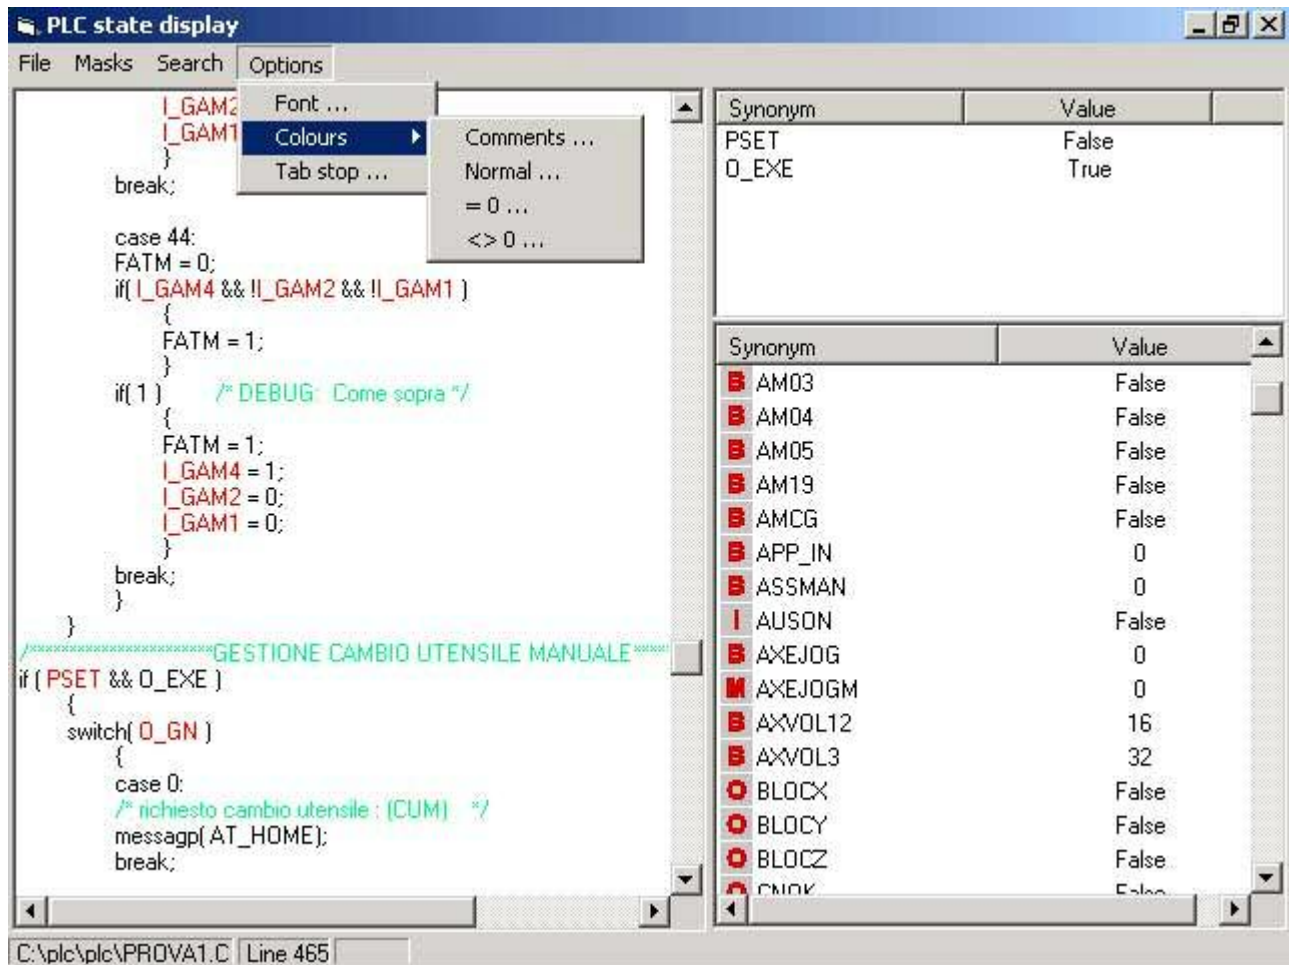 PLC state display
File Masks Search Options
Font ...
Colours
Tab stop ...
Comments ...
Normal ...
= 0 ...
<> 0 ...
I_GAM2
I_GAM1
}
break;
case 44:
FATM = 0;
if( I_GAM4 && !I_GAM2 && !I_GAM1 )
{
FATM = 1;
}
if( 1 ) /* DEBUG: Come sopra */
{
FATM = 1;
I_GAM4 = 1;
I_GAM2 = 0;
I_GAM1 = 0;
}
break;
}
}
GESTIONE CAMBIO UTENSILE MANUALE
if ( PSET && O_EXE )
{
switch( O_GN )
{
case 0:
/* richiesto cambio utensile : (CUM) */
messagp( AT_HOME);
break;
Synonym Value
PSET False
O_EXE True
Synonym Value
B AM03 False
B AM04 False
B AM05 False
B AM19 False
B AMCG False
B APP_IN 0
B ASSMAN 0
I AUSON False
B AXEJOG 0
M AXEJOGM 0
B AXVOL12 16
B AXVOL3 32
O BLOCX False
O BLOCY False
O BLOCZ False
O CNOK False
C:\plc\plc\PROVA1.C Line 465